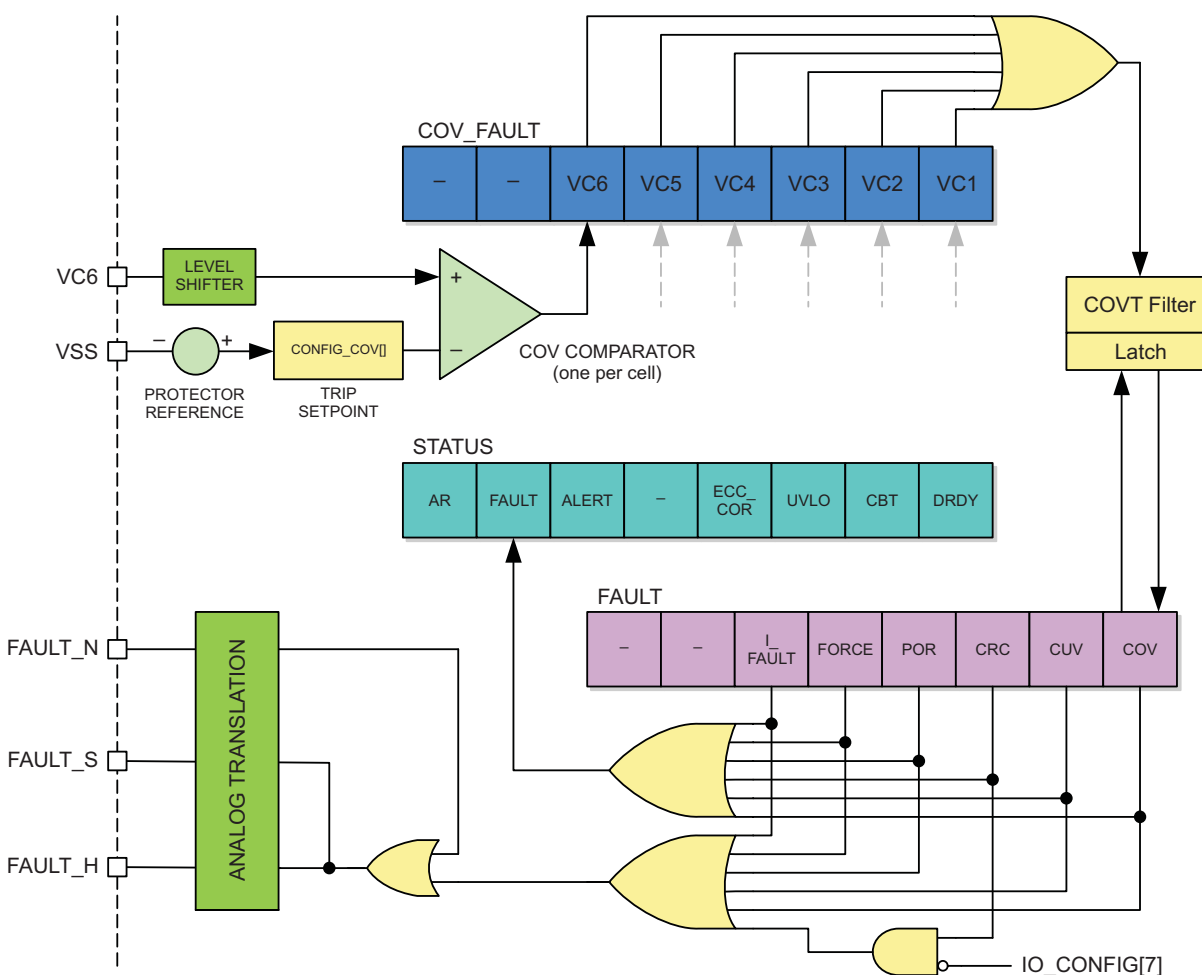 COV_FAULT
–
–
VC6
VC5
VC4
VC3
VC2
VC1
VC6
LEVEL
SHIFTER
+
–
COV COMPARATOR
(one per cell)
VSS
–
+
PROTECTOR
REFERENCE
CONFIG_COV[]
TRIP
SETPOINT
COVT Filter
Latch
STATUS
AR
FAULT
ALERT
–
ECC_
COR
UVLO
CBT
DRDY
FAULT
–
–
I_
FAULT
FORCE
POR
CRC
CUV
COV
FAULT_N
FAULT_S
FAULT_H
ANALOG TRANSLATION
IO_CONFIG[7]